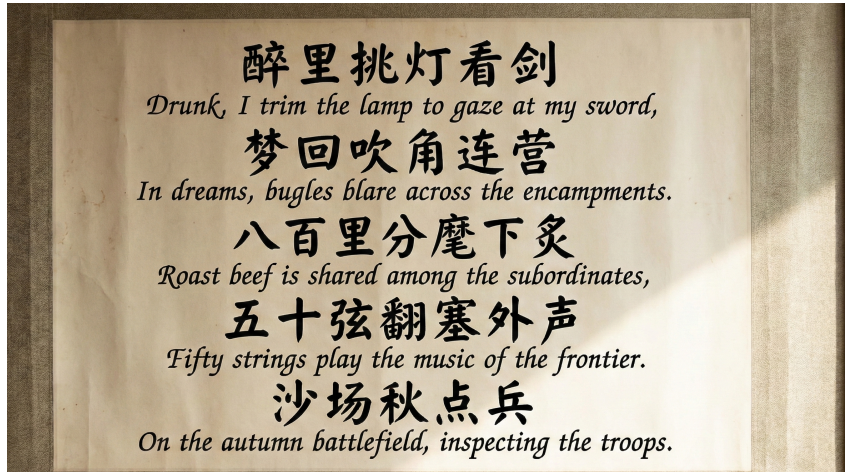 醉里挑灯看剑
Drunk, I trim the lamp to gaze at my sword,
梦回吹角连营
In dreams, bugles blare across the encampments.
八百里分麾下炙
Roast beef is shared among the subordinates,
五十弦翻塞外声
Fifty strings play the music of the frontier.
沙场秋点兵
On the autumn battlefield, inspecting the troops.